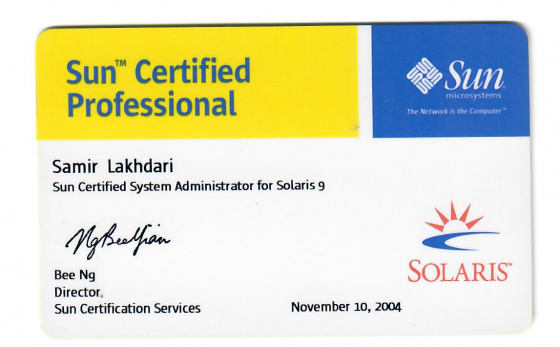 Sun™ Certified
Professional
Sun
microsystems
The Network is the Computer™
Samir Lakhdari
Sun Certified System Administrator for Solaris 9
Bee Ng
Director,
Sun Certification Services
November 10, 2004
SOLARIS™